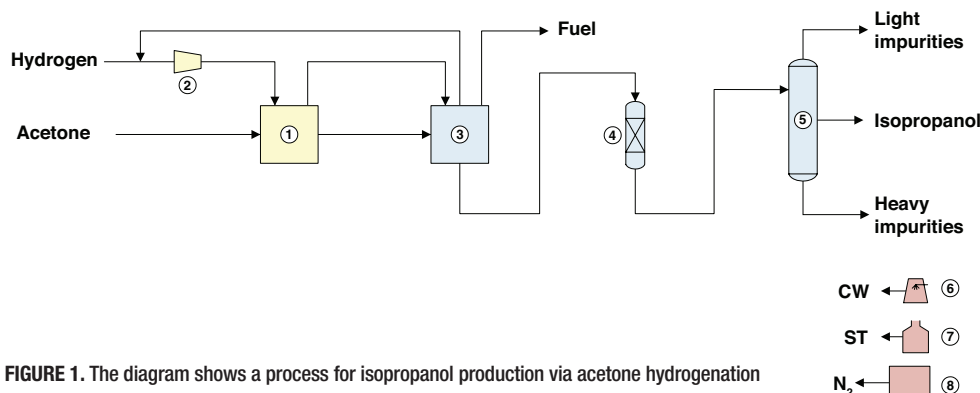 Light
impurities
Fuel
Hydrogen
②
Acetone
①
③
④
⑤
Isopropanol
Heavy
impurities
CW
⑥
ST
⑦
N₂
⑧
FIGURE 1. The diagram shows a process for isopropanol production via acetone hydrogenation